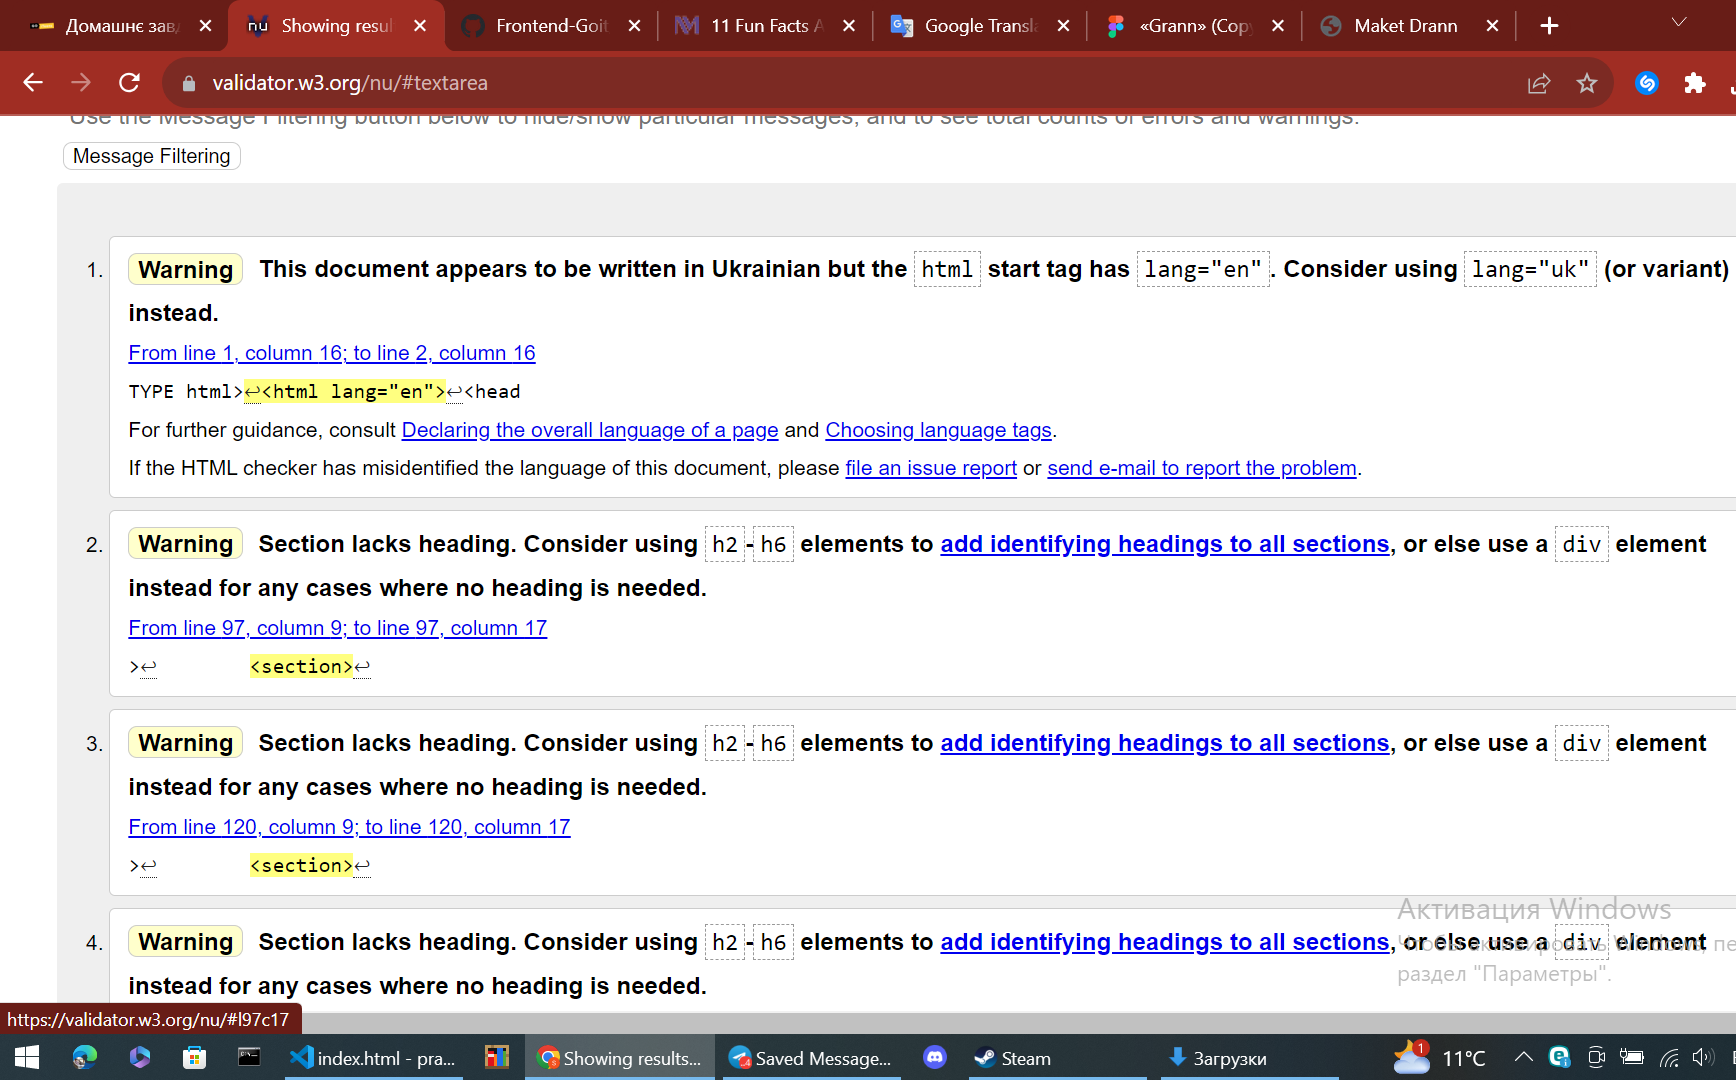 Домашнє зав
Showing resul
Frontend-Goit
11 Fun Facts A
Google Transla
«Grann» (Copy
Maket Drann
validator.w3.org/nu/#textarea
Use the Message Filtering button below to hide/show particular messages, and to see total counts of errors and warnings.
Message Filtering
1. Warning This document appears to be written in Ukrainian but the html start tag has lang="en". Consider using lang="uk" (or variant)
instead.
From line 1, column 16; to line 2, column 16
TYPE html>↩<html lang="en">↩<head
For further guidance, consult Declaring the overall language of a page and Choosing language tags.
If the HTML checker has misidentified the language of this document, please file an issue report or send e-mail to report the problem.
2. Warning Section lacks heading. Consider using h2-h6 elements to add identifying headings to all sections, or else use a div element
instead for any cases where no heading is needed.
From line 97, column 9; to line 97, column 17
>↩ <section>↩
3. Warning Section lacks heading. Consider using h2-h6 elements to add identifying headings to all sections, or else use a div element
instead for any cases where no heading is needed.
From line 120, column 9; to line 120, column 17
>↩ <section>↩
Активация Windows
4. Warning Section lacks heading. Consider using h2-h6 elements to add identifying headings to all sections, or else use a div element
Чтобы активировать Windows, пе
раздел "Параметры".
instead for any cases where no heading is needed.
https://validator.w3.org/nu/#l97c17
index.html - pra...
Showing results...
Saved Message...
Steam
Загрузки
1
11°C